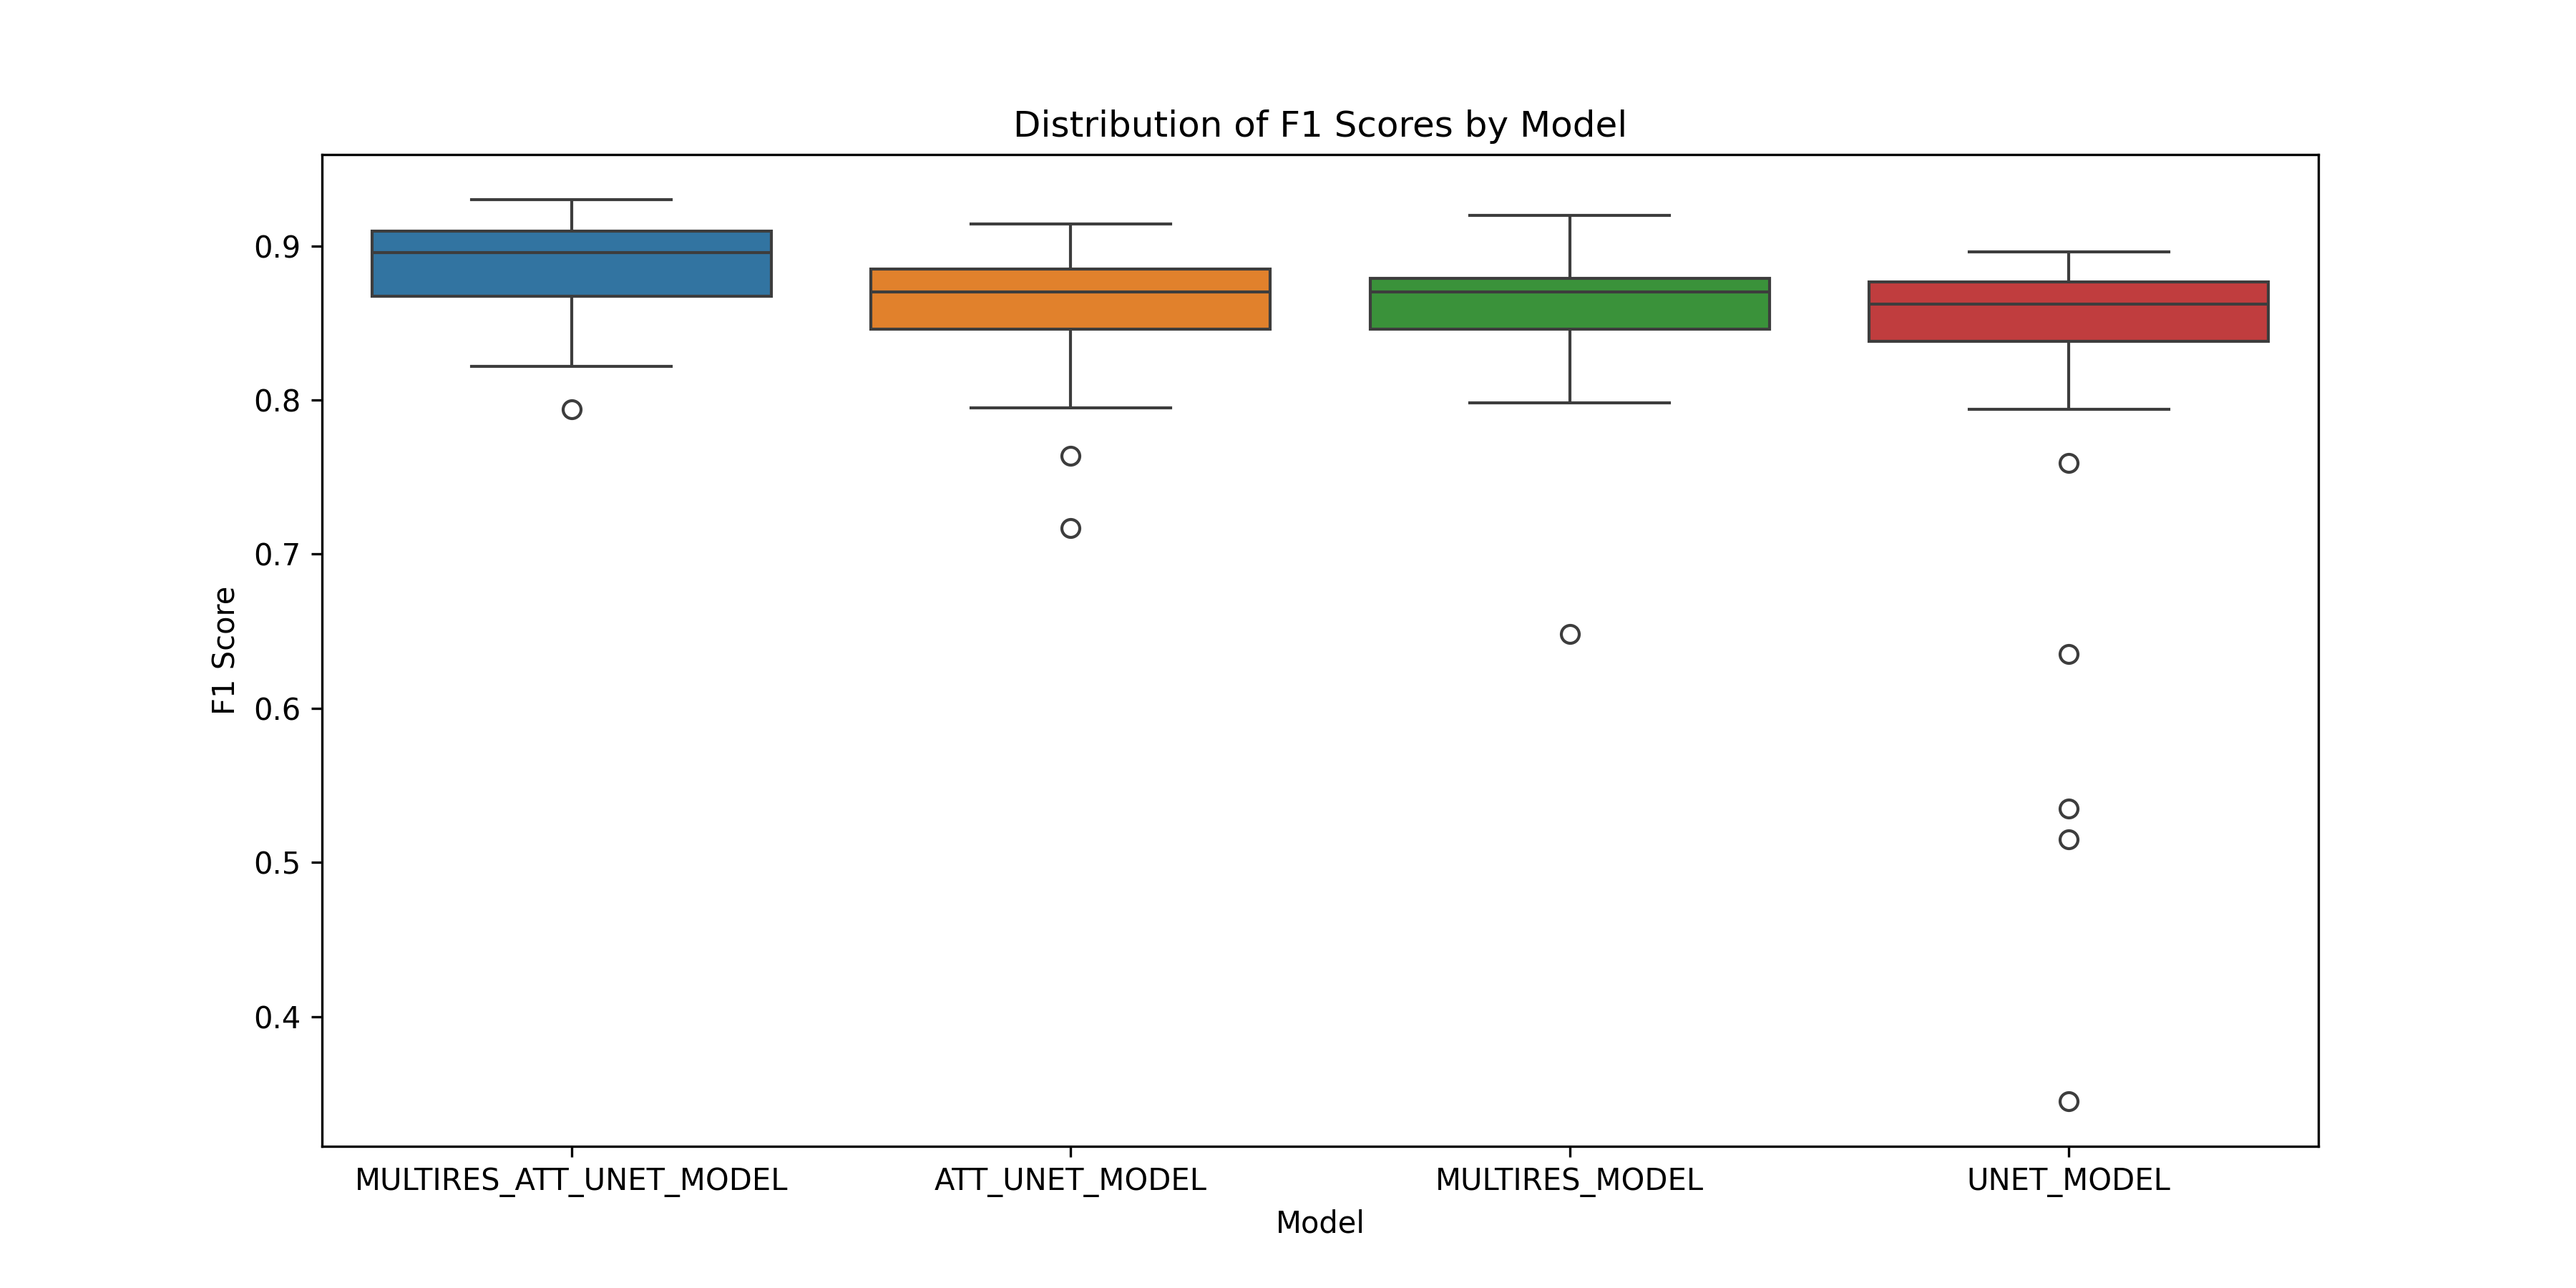 Distribution of F1 Scores by Model
0.9
0.8
0.7
0.6
0.5
0.4
F1 Score
MULTIRES_ATT_UNET_MODEL ATT_UNET_MODEL MULTIRES_MODEL UNET_MODEL
Model